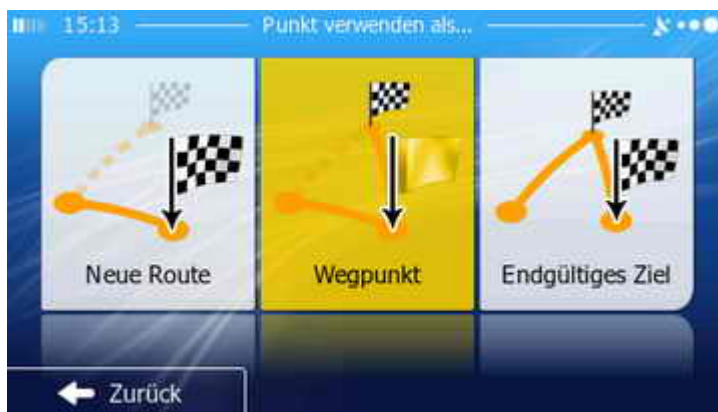 15:13 Punkt verwenden als...
Neue Route Wegpunkt Endgültiges Ziel
Zurück